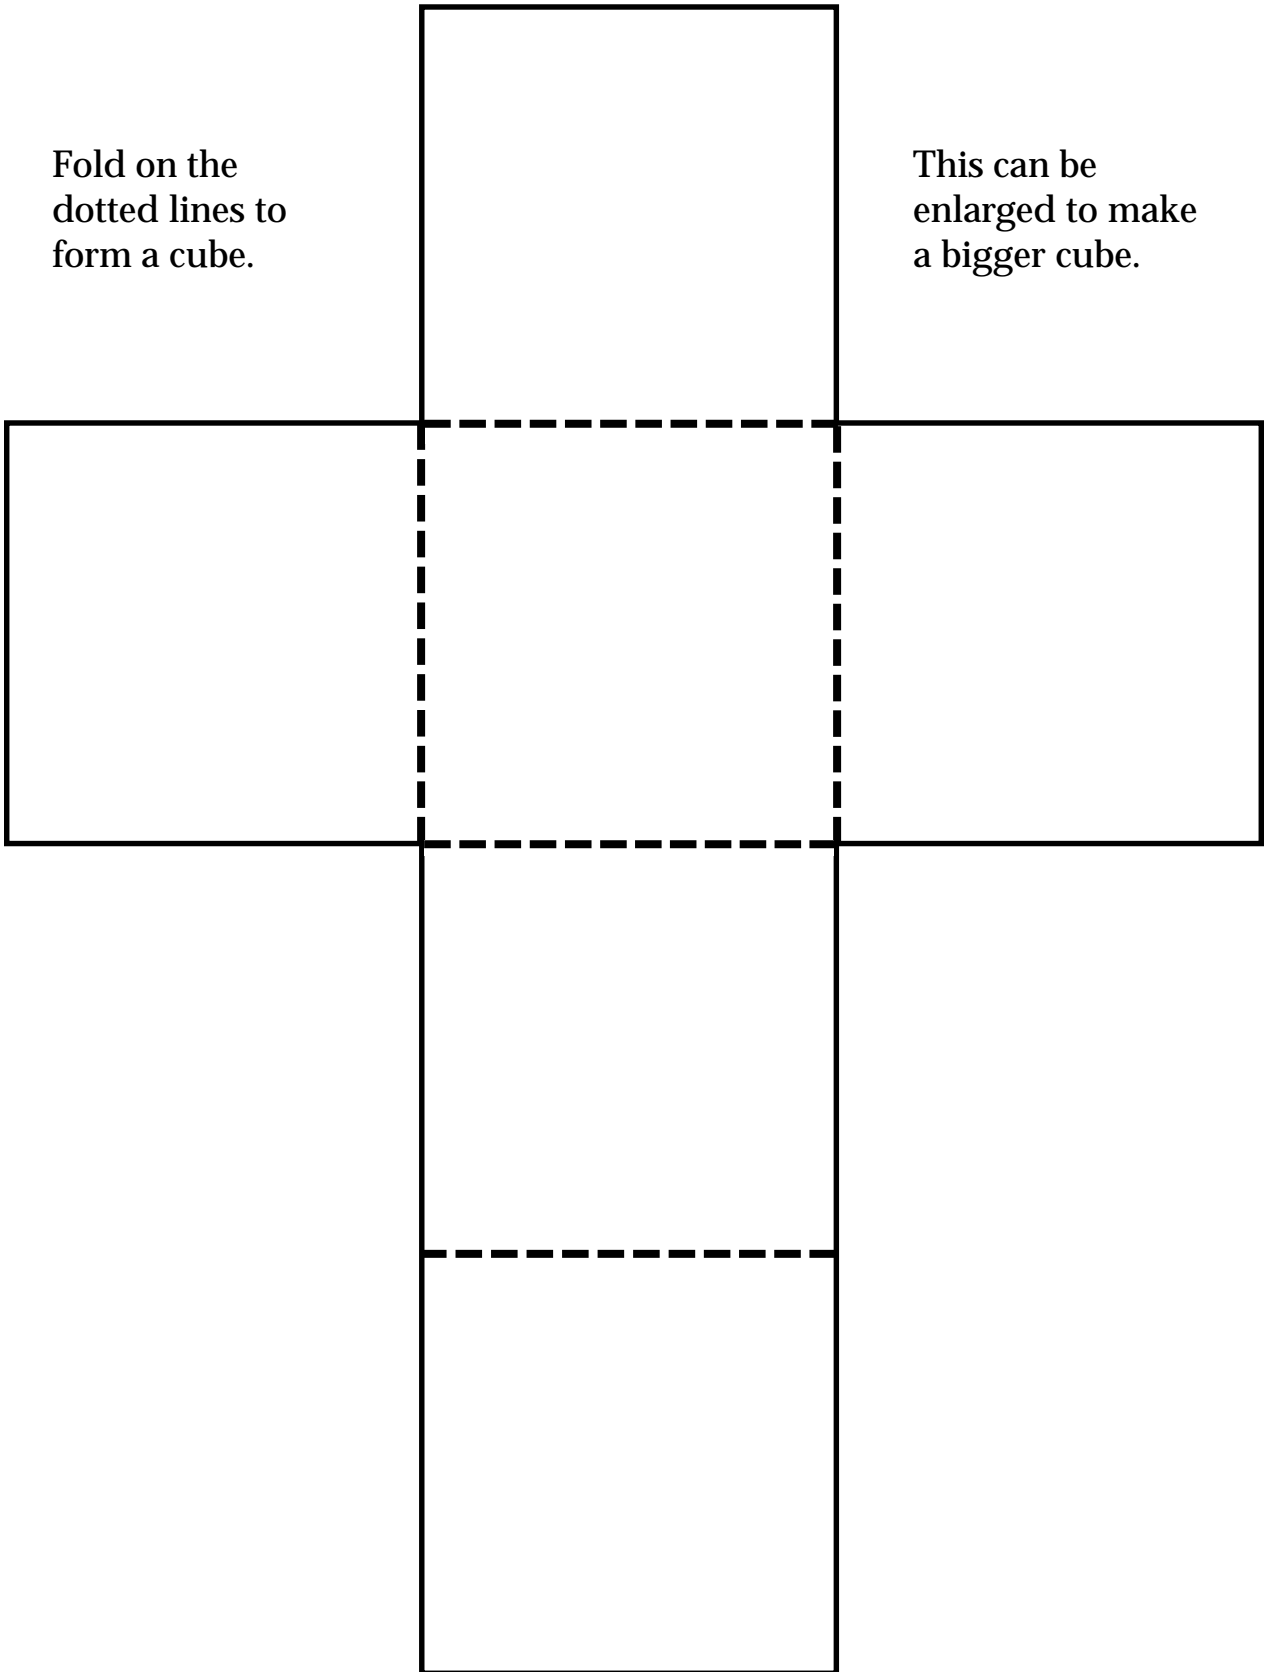 Fold on the
dotted lines to
form a cube.
This can be
enlarged to make
a bigger cube.